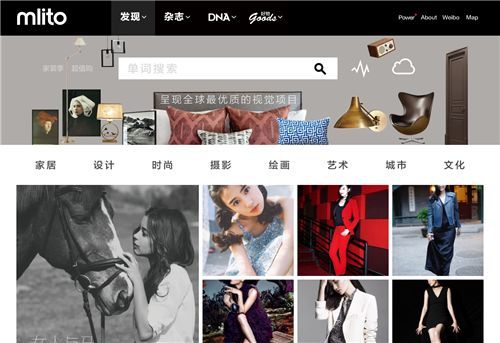 mlito
发现
杂志
DNA
好物
Goods
Power
About
Weibo
Map
家装季
超值购
单词搜索
呈现全球最优质的视觉项目
家居
设计
时尚
摄影
绘画
艺术
城市
文化